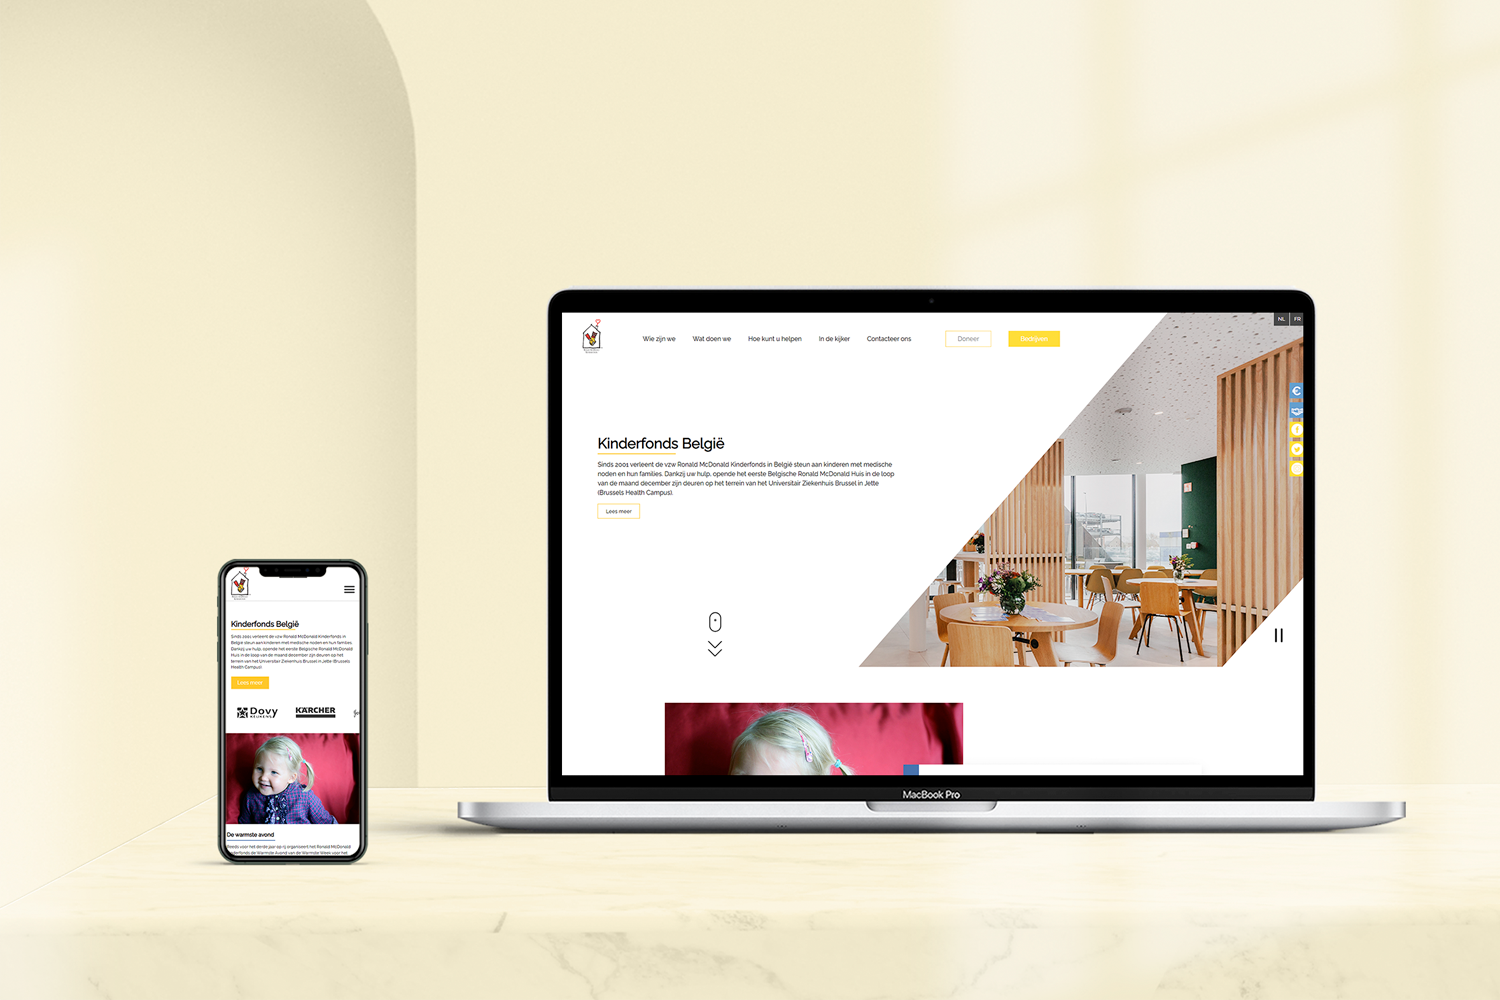 NL FR
Wie zijn we Wat doen we Hoe kunt u helpen In de kijker Contacteer ons Doneer Bedrijven
Kinderfonds België
Sinds 2001 verleent de vzw Ronald McDonald Kinderfonds in België steun aan kinderen met medische
noden en hun families. Dankzij uw hulp, opende het eerste Belgische Ronald McDonald Huis in de loop
van de maand december zijn deuren op het terrein van het Universitair Ziekenhuis Brussel in Jette
(Brussels Health Campus).
Lees meer
MacBook Pro
Kinderfonds België
Sinds 2001 verleent de vzw Ronald McDonald Kinderfonds in
België steun aan kinderen met medische noden en hun families.
Dankzij uw hulp, opende het eerste Belgische Ronald McDonald
Huis in de loop van de maand december zijn deuren op het
terrein van het Universitair Ziekenhuis Brussel in Jette (Brussels
Health Campus).
Lees meer
Dovy
KEUKENS
KÄRCHER
De warmste avond
Reeds voor het derde jaar op rij organiseert het Ronald McDonald
Kinderfonds de Warmste Avond van de Warmste Week voor het